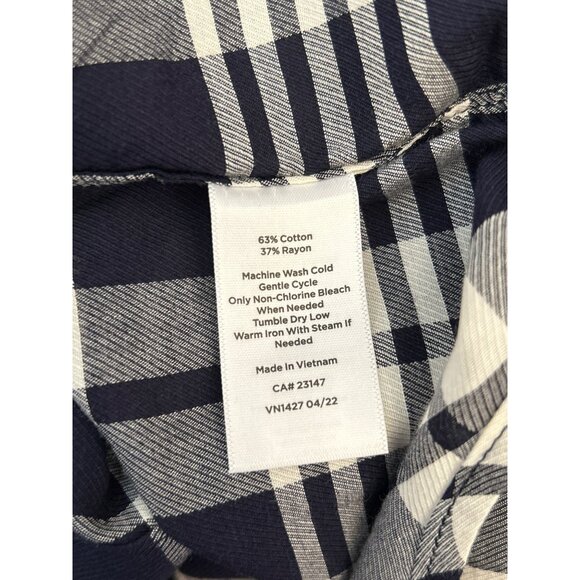 63% Cotton
37% Rayon
Machine Wash Cold
Gentle Cycle
Only Non-Chlorine Bleach
When Needed
Tumble Dry Low
Warm Iron With Steam If
Needed
Made In Vietnam
CA# 23147
VN1427 04/22